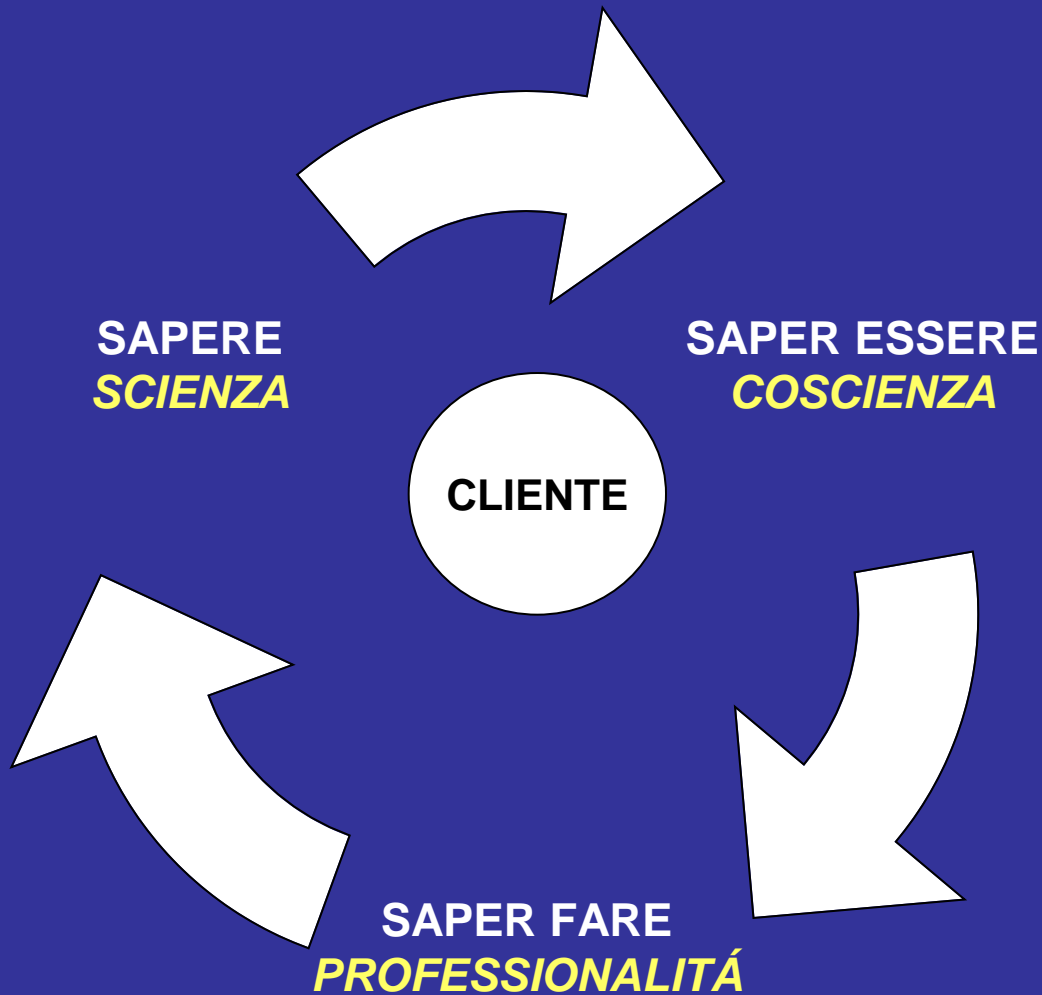 SAPERE
SCIENZA
SAPER ESSERE
COSCIENZA
CLIENTE
SAPER FARE
PROFESSIONALITÁ